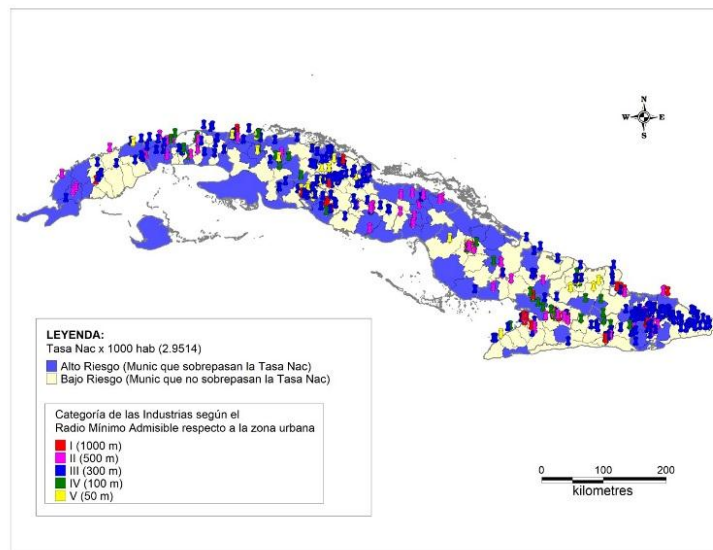 N
W E
S
LEYENDA:
Tasa Nac x 1000 hab (2.9514)
Alto Riesgo (Munic que sobrepasan la Tasa Nac)
Bajo Riesgo (Munic que no sobrepasan la Tasa Nac)
Categoría de las Industrias según el
Radio Mínimo Admisible respecto a la zona urbana
I (1000 m)
II (500 m)
III (300 m)
IV (100 m)
V (50 m)
0 100 200
kilometres